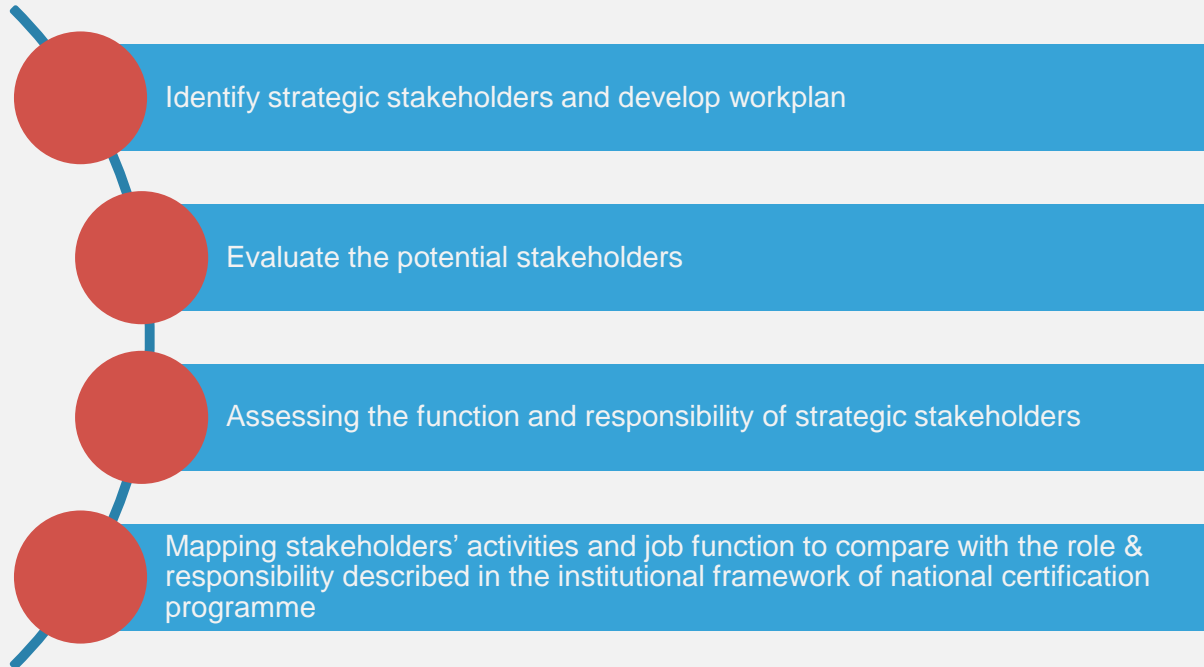 Identify strategic stakeholders and develop workplan
Evaluate the potential stakeholders
Assessing the function and responsibility of strategic stakeholders
Mapping stakeholders’ activities and job function to compare with the role &
responsibility described in the institutional framework of national certification
programme